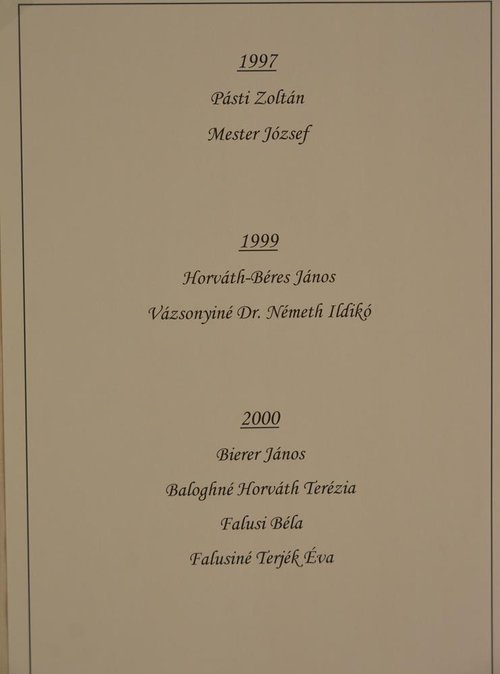 1997
Pásti Zoltán
Mester József
1999
Horváth-Béres János
Vázsonyiné Dr. Németh Ildikó
2000
Bierer János
Baloghné Horváth Terézia
Falusi Béla
Falusiné Terjék Éva